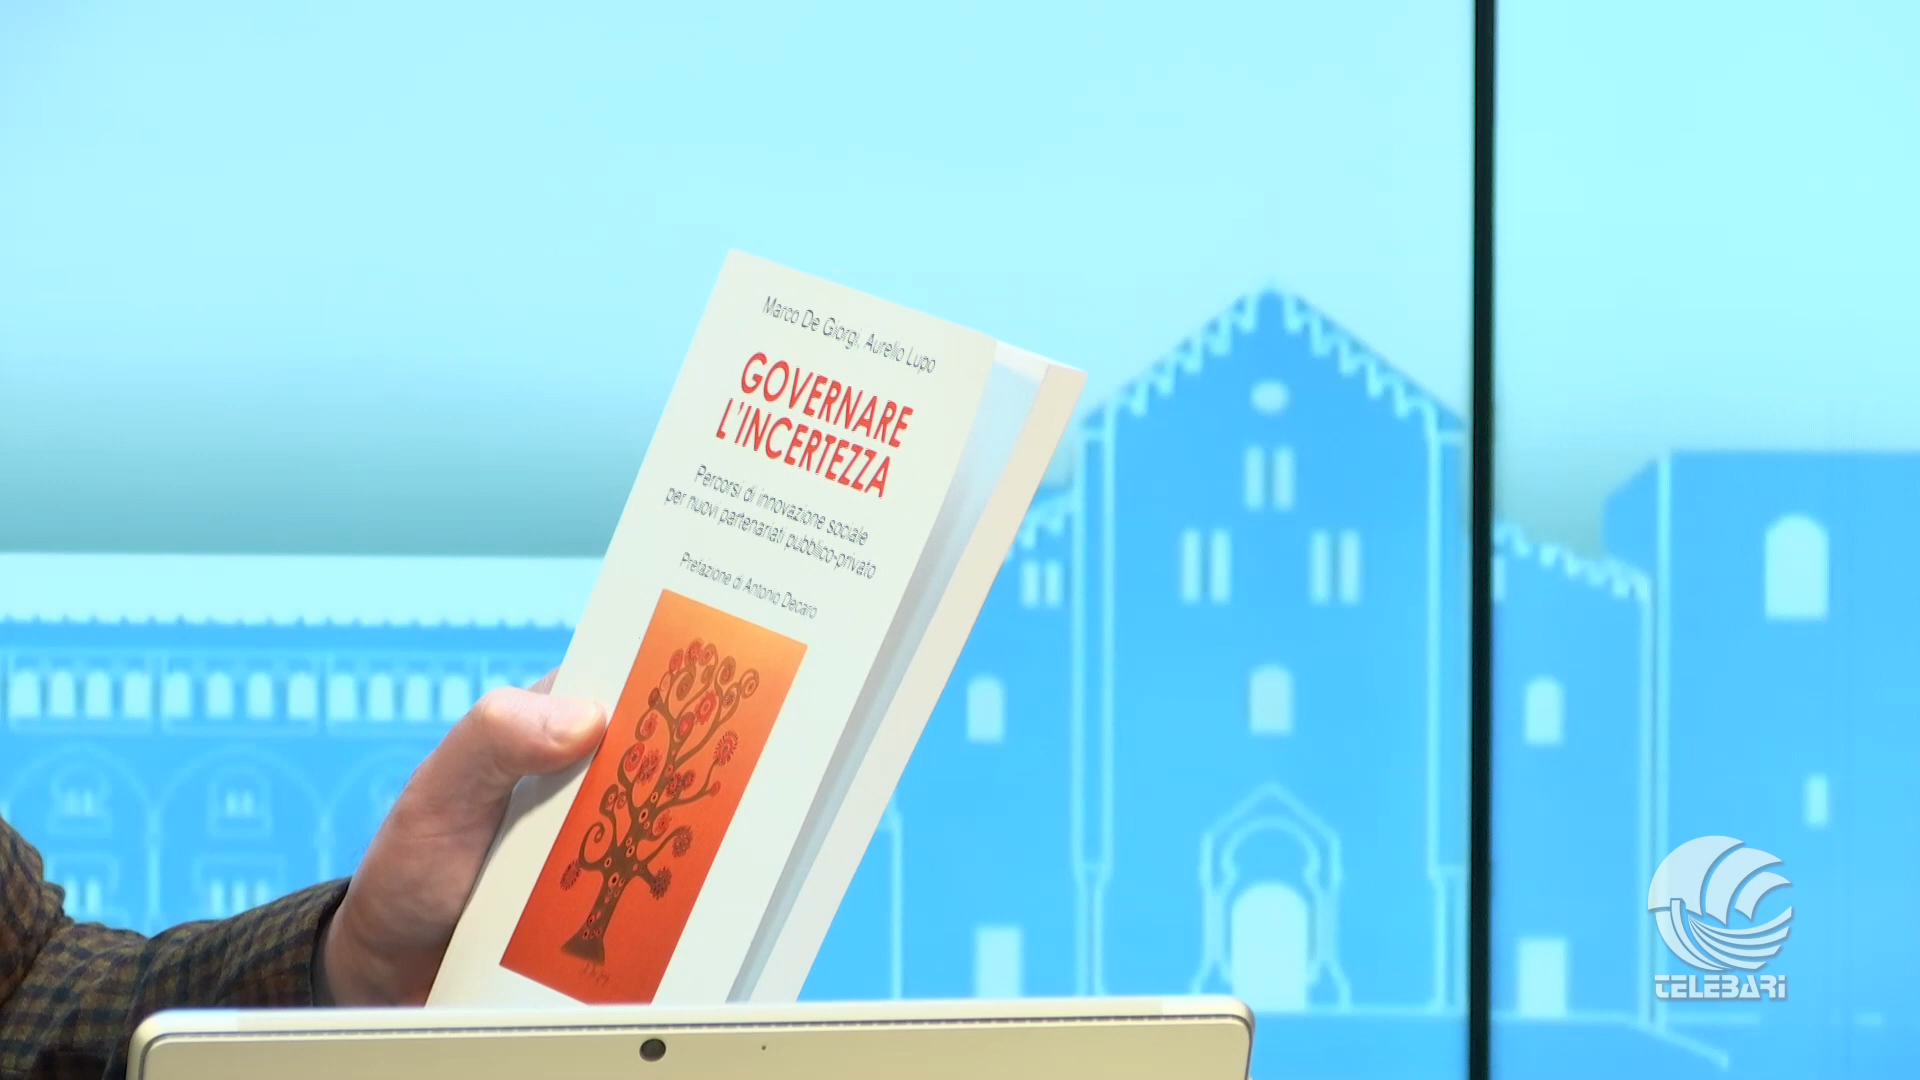 Marco De Giorgi, Aurelio Lupo
GOVERNARE
L'INCERTEZZA
Percorsi di innovazione sociale
per nuovi partenariati pubblico-privato
Prefazione di Antonio Decaro
TELEBARI